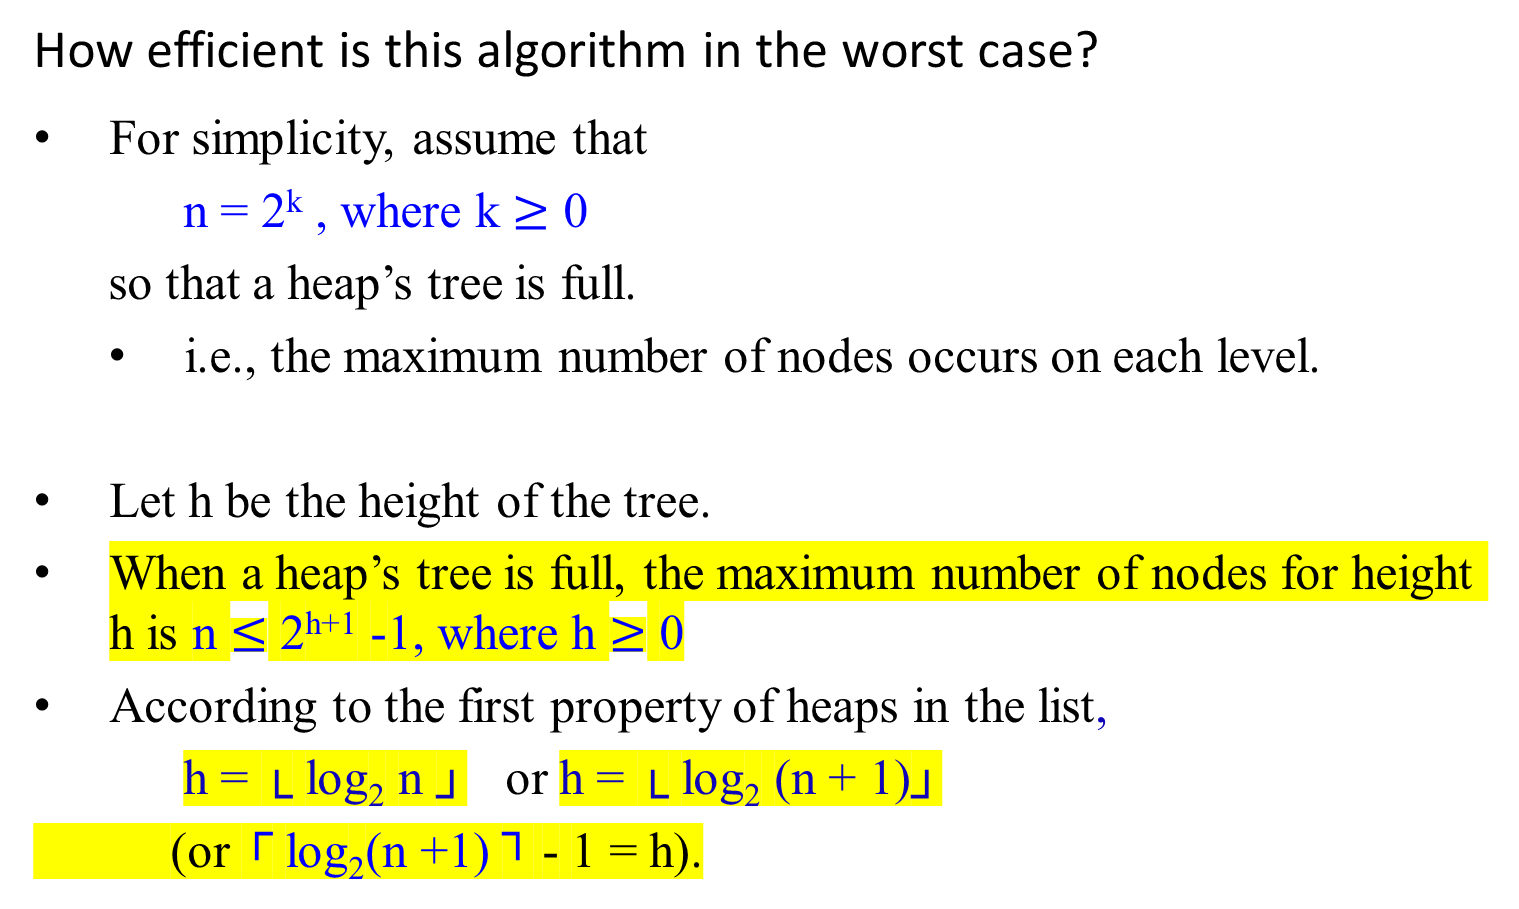 How efficient is this algorithm in the worst case?
• For simplicity, assume that
n = 2ᵏ , where k ≥ 0
so that a heap’s tree is full.
• i.e., the maximum number of nodes occurs on each level.
• Let h be the height of the tree.
• When a heap’s tree is full, the maximum number of nodes for height
h is n ≤ 2ʰ⁺¹ -1, where h ≥ 0
• According to the first property of heaps in the list,
h = ⌞ log₂ n ⌟ or h = ⌞ log₂ (n + 1)⌟
(or ⌜ log₂(n +1) ⌝ - 1 = h).